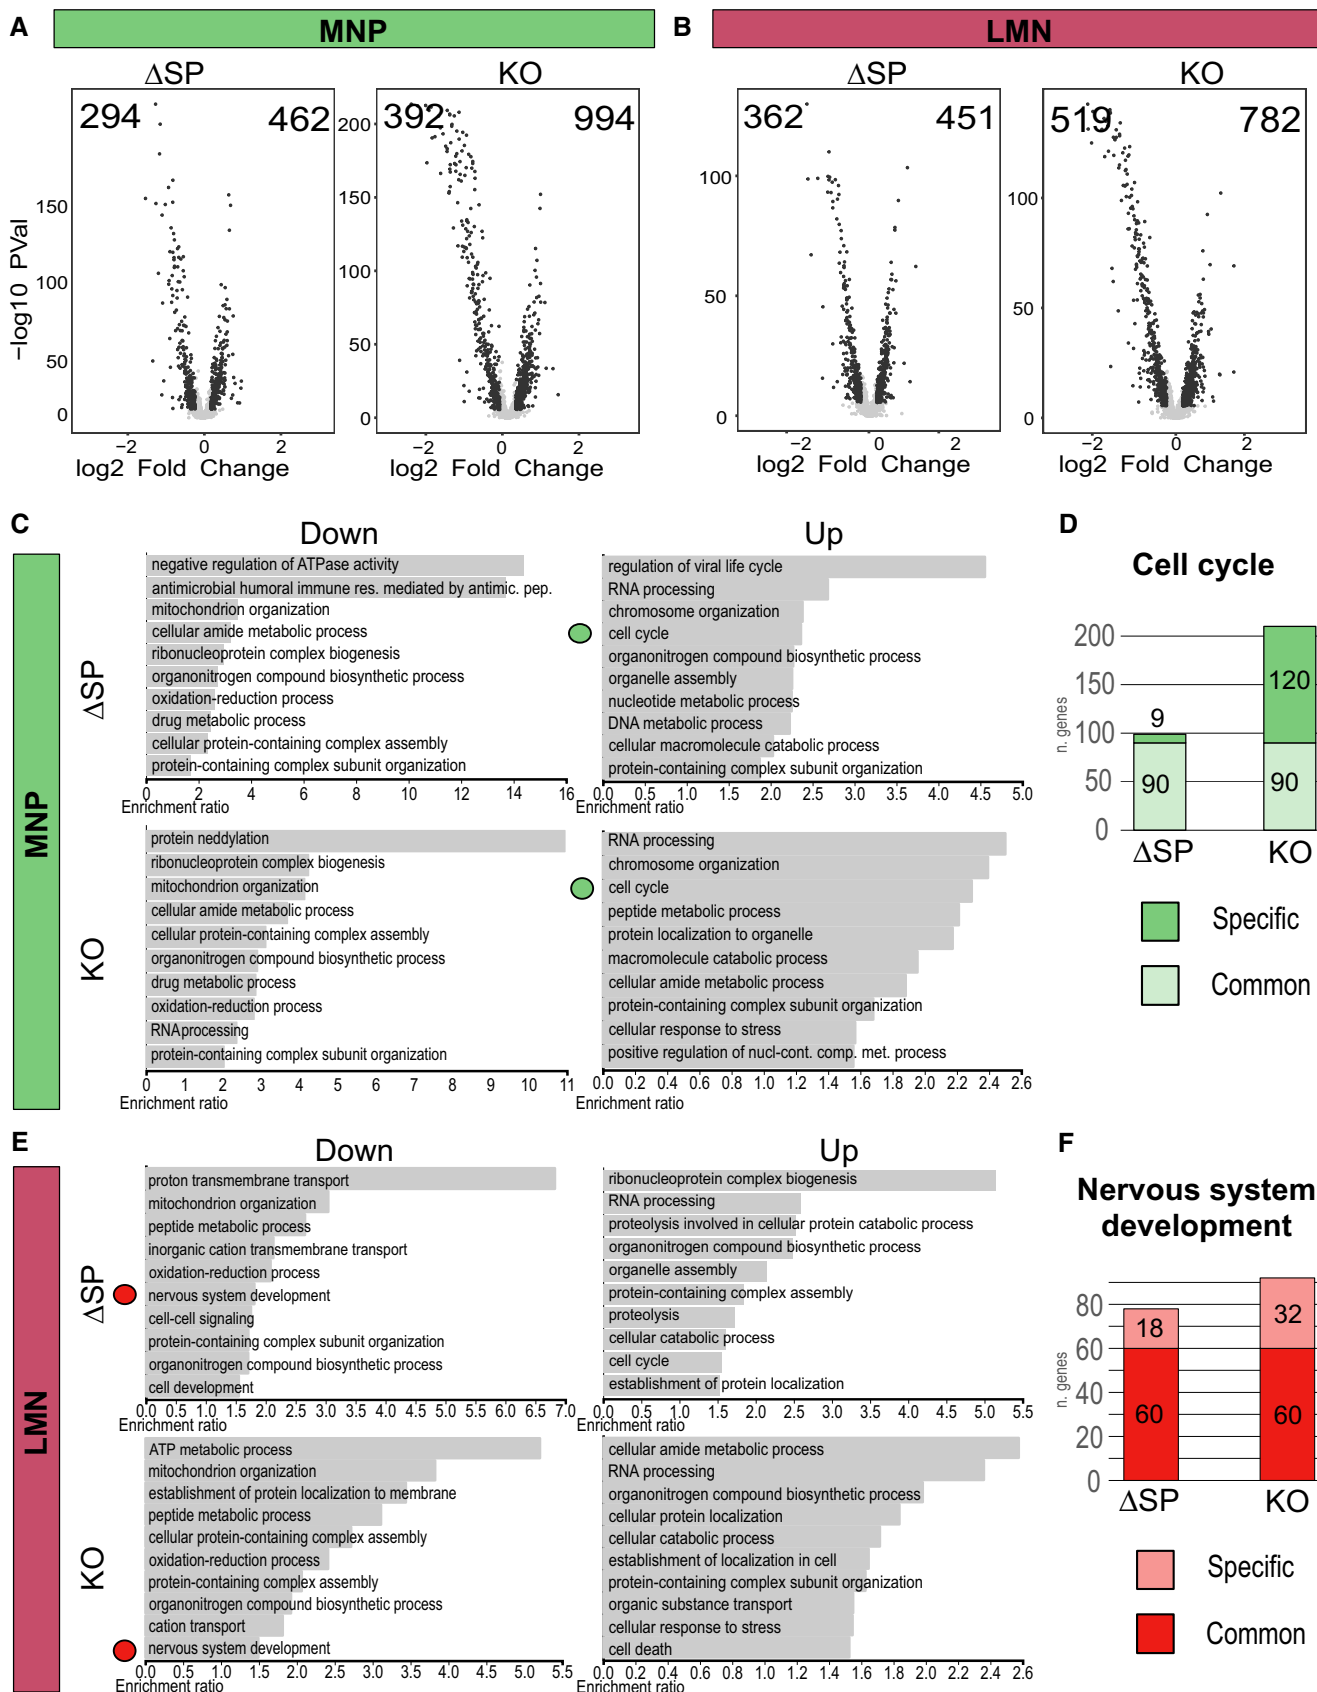 A
MNP
B
LMN
ΔSP
KO
ΔSP
KO
294
462
392
994
362
451
519
782
−log10 PVal
150
100
50
0
200
150
100
50
0
100
50
0
100
50
0
−2
0
2
−2
0
2
−2
0
2
−2
0
2
log2 Fold Change
log2 Fold Change
log2 Fold Change
log2 Fold Change
C
Down
Up
MNP
ΔSP
negative regulation of ATPase activity
antimicrobial humoral immune res. mediated by antimic. pep.
mitochondrion organization
cellular amide metabolic process
ribonucleoprotein complex biogenesis
organonitrogen compound biosynthetic process
oxidation-reduction process
drug metabolic process
cellular protein-containing complex assembly
protein-containing complex subunit organization
0 2 4 6 8 10 12 14 16
Enrichment ratio
regulation of viral life cycle
RNA processing
chromosome organization
cell cycle
organonitrogen compound biosynthetic process
organelle assembly
nucleotide metabolic process
DNA metabolic process
cellular macromolecule catabolic process
protein-containing complex subunit organization
0.0 0.5 1.0 1.5 2.0 2.5 3.0 3.5 4.0 4.5 5.0
Enrichment ratio
KO
protein neddylation
ribonucleoprotein complex biogenesis
mitochondrion organization
cellular amide metabolic process
cellular protein-containing complex assembly
organonitrogen compound biosynthetic process
drug metabolic process
oxidation-reduction process
RNAprocessing
protein-containing complex subunit organization
0 1 2 3 4 5 6 7 8 9 10 11
Enrichment ratio
RNA processing
chromosome organization
cell cycle
peptide metabolic process
protein localization to organelle
macromolecule catabolic process
cellular amide metabolic process
protein-containing complex subunit organization
cellular response to stress
positive regulation of nucl-cont. comp. met. process
0.0 0.2 0.4 0.6 0.8 1.0 1.2 1.4 1.6 1.8 2.0 2.2 2.4 2.6
Enrichment ratio
D
Cell cycle
n. genes
200
150
100
50
0
9
90
120
90
ΔSP
KO
Specific
Common
E
Down
Up
LMN
ΔSP
proton transmembrane transport
mitochondrion organization
peptide metabolic process
inorganic cation transmembrane transport
oxidation-reduction process
nervous system development
cell-cell signaling
protein-containing complex subunit organization
organonitrogen compound biosynthetic process
cell development
0.0 0.5 1.0 1.5 2.0 2.5 3.0 3.5 4.0 4.5 5.0 5.5 6.0 6.5 7.0
Enrichment ratio
ribonucleoprotein complex biogenesis
RNA processing
proteolysis involved in cellular protein catabolic process
organonitrogen compound biosynthetic process
organelle assembly
protein-containing complex assembly
proteolysis
cellular catabolic process
cell cycle
establishment of protein localization
0.0 0.5 1.0 1.5 2.0 2.5 3.0 3.5 4.0 4.5 5.0 5.5
Enrichment ratio
KO
ATP metabolic process
mitochondrion organization
establishment of protein localization to membrane
peptide metabolic process
cellular protein-containing complex assembly
oxidation-reduction process
protein-containing complex assembly
organonitrogen compound biosynthetic process
cation transport
nervous system development
0.0 0.5 1.0 1.5 2.0 2.5 3.0 3.5 4.0 4.5 5.0 5.5
Enrichment ratio
cellular amide metabolic process
RNA processing
organonitrogen compound biosynthetic process
cellular protein localization
cellular catabolic process
establishment of localization in cell
protein-containing complex subunit organization
organic substance transport
cellular response to stress
cell death
0.0 0.2 0.4 0.6 0.8 1.0 1.2 1.4 1.6 1.8 2.0 2.2 2.4 2.6
Enrichment ratio
F
Nervous system
development
n. genes
80
60
40
20
0
18
60
32
60
ΔSP
KO
Specific
Common